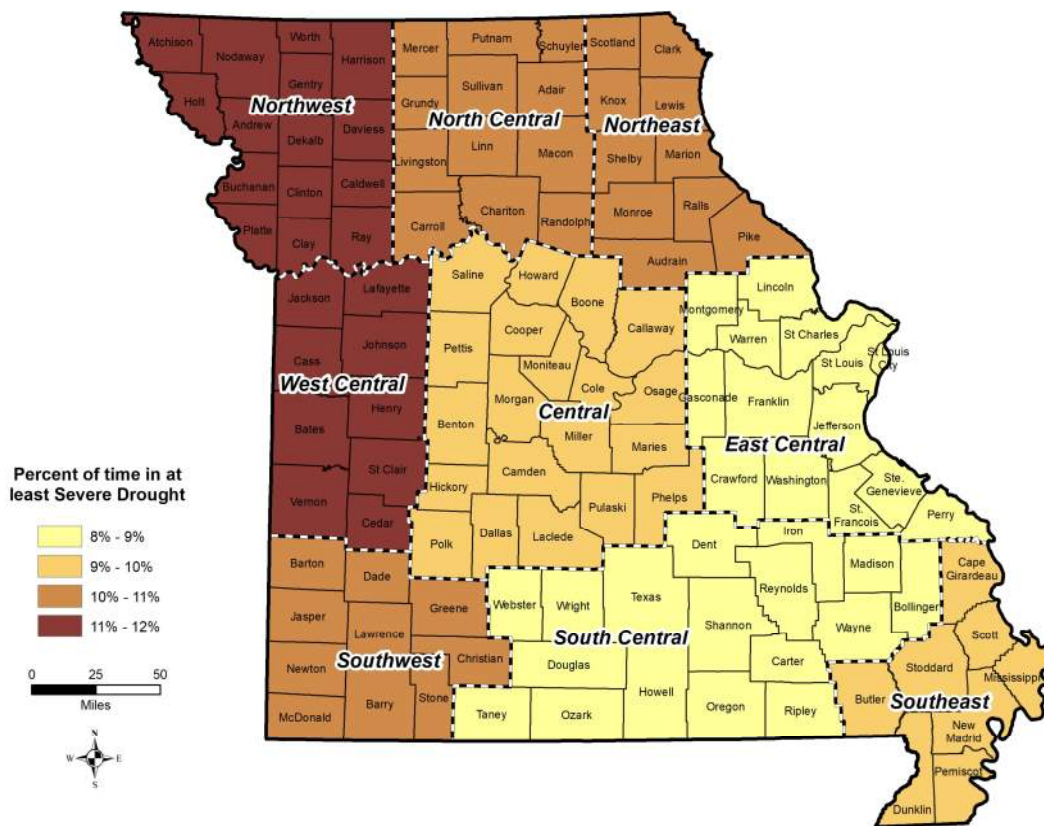 Atchison
Nodaway
Worth
Harrison
Mercer
Putnam
Schuyler
Scotland
Clark
Holt
Gentry
Northwest
Sullivan
Adair
Grundy
North Central
Knox
Lewis
Northeast
Andrew
Dekalb
Daviess
Livingston
Linn
Macon
Shelby
Marion
Buchanan
Clinton
Caldwell
Chariton
Randolph
Monroe
Ralls
Platte
Clay
Ray
Carroll
Pike
Audrain
Saline
Howard
Lincoln
Jackson
Lafayette
Boone
Montgomery
Cooper
Callaway
Warren
St Charles
Johnson
Pettis
Moniteau
St Louis
St Louis
City
Cass
West Central
Cole
Osage
Gasconade
Franklin
Morgan
Central
Henry
Benton
Miller
Jefferson
Bates
Maries
East Central
St Clair
Camden
Hickory
Crawford
Washington
Ste.
Genevieve
Vernon
Cedar
Pulaski
Phelps
St.
Francois
Perry
Polk
Dallas
Laclede
Dent
Iron
Barton
Dade
Madison
Cape
Girardeau
Jasper
Greene
Webster
Wright
Texas
Reynolds
Bollinger
Lawrence
Shannon
Wayne
Scott
South Central
Newton
Southwest
Christian
Douglas
Carter
Stoddard
Mississippi
McDonald
Barry
Stone
Howell
Butler
Southeast
Taney
Ozark
Oregon
Ripley
New
Madrid
Pemiscot
Dunklin
Percent of time in at
least Severe Drought
8% - 9%
9% - 10%
10% - 11%
11% - 12%
0 25 50
Miles
N
W E
S